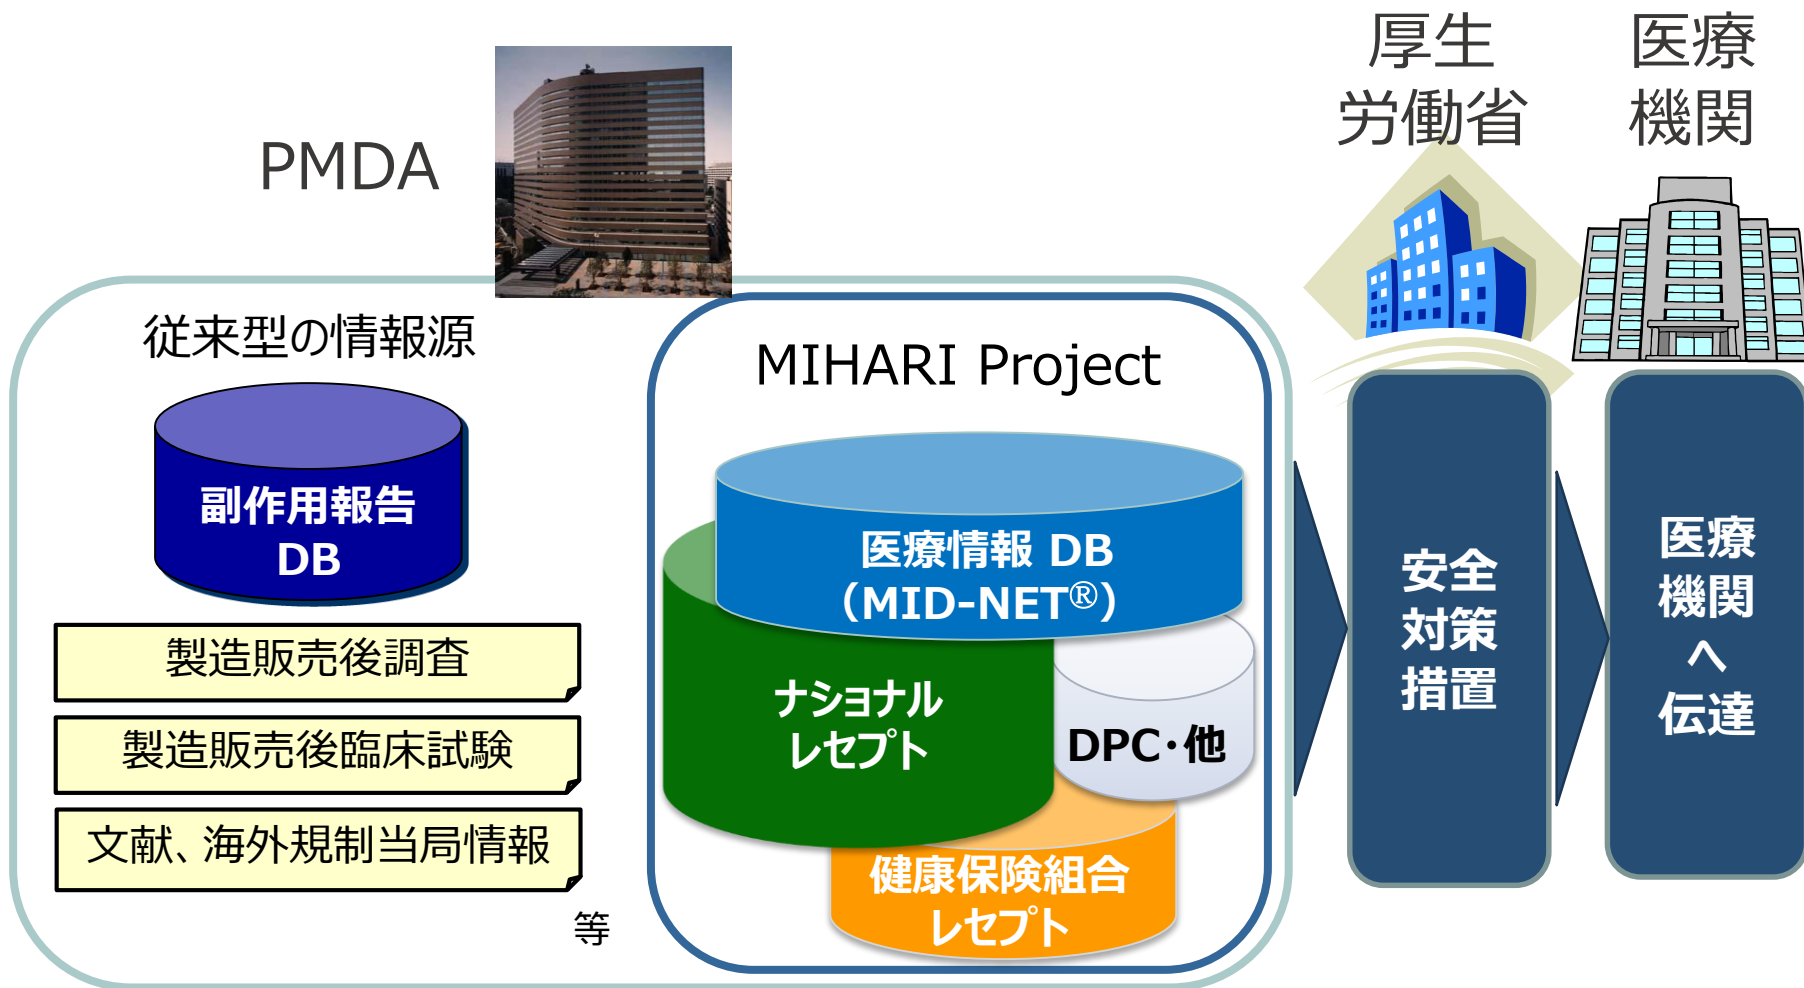 PMDA
厚生
労働省
医療
機関
従来型の情報源
副作用報告
DB
製造販売後調査
製造販売後臨床試験
文献、海外規制当局情報
等
MIHARI Project
医療情報 DB
（MID-NET®）
ナショナル
レセプト
DPC・他
健康保険組合
レセプト
安全
対策
措置
医療
機関
へ
伝達